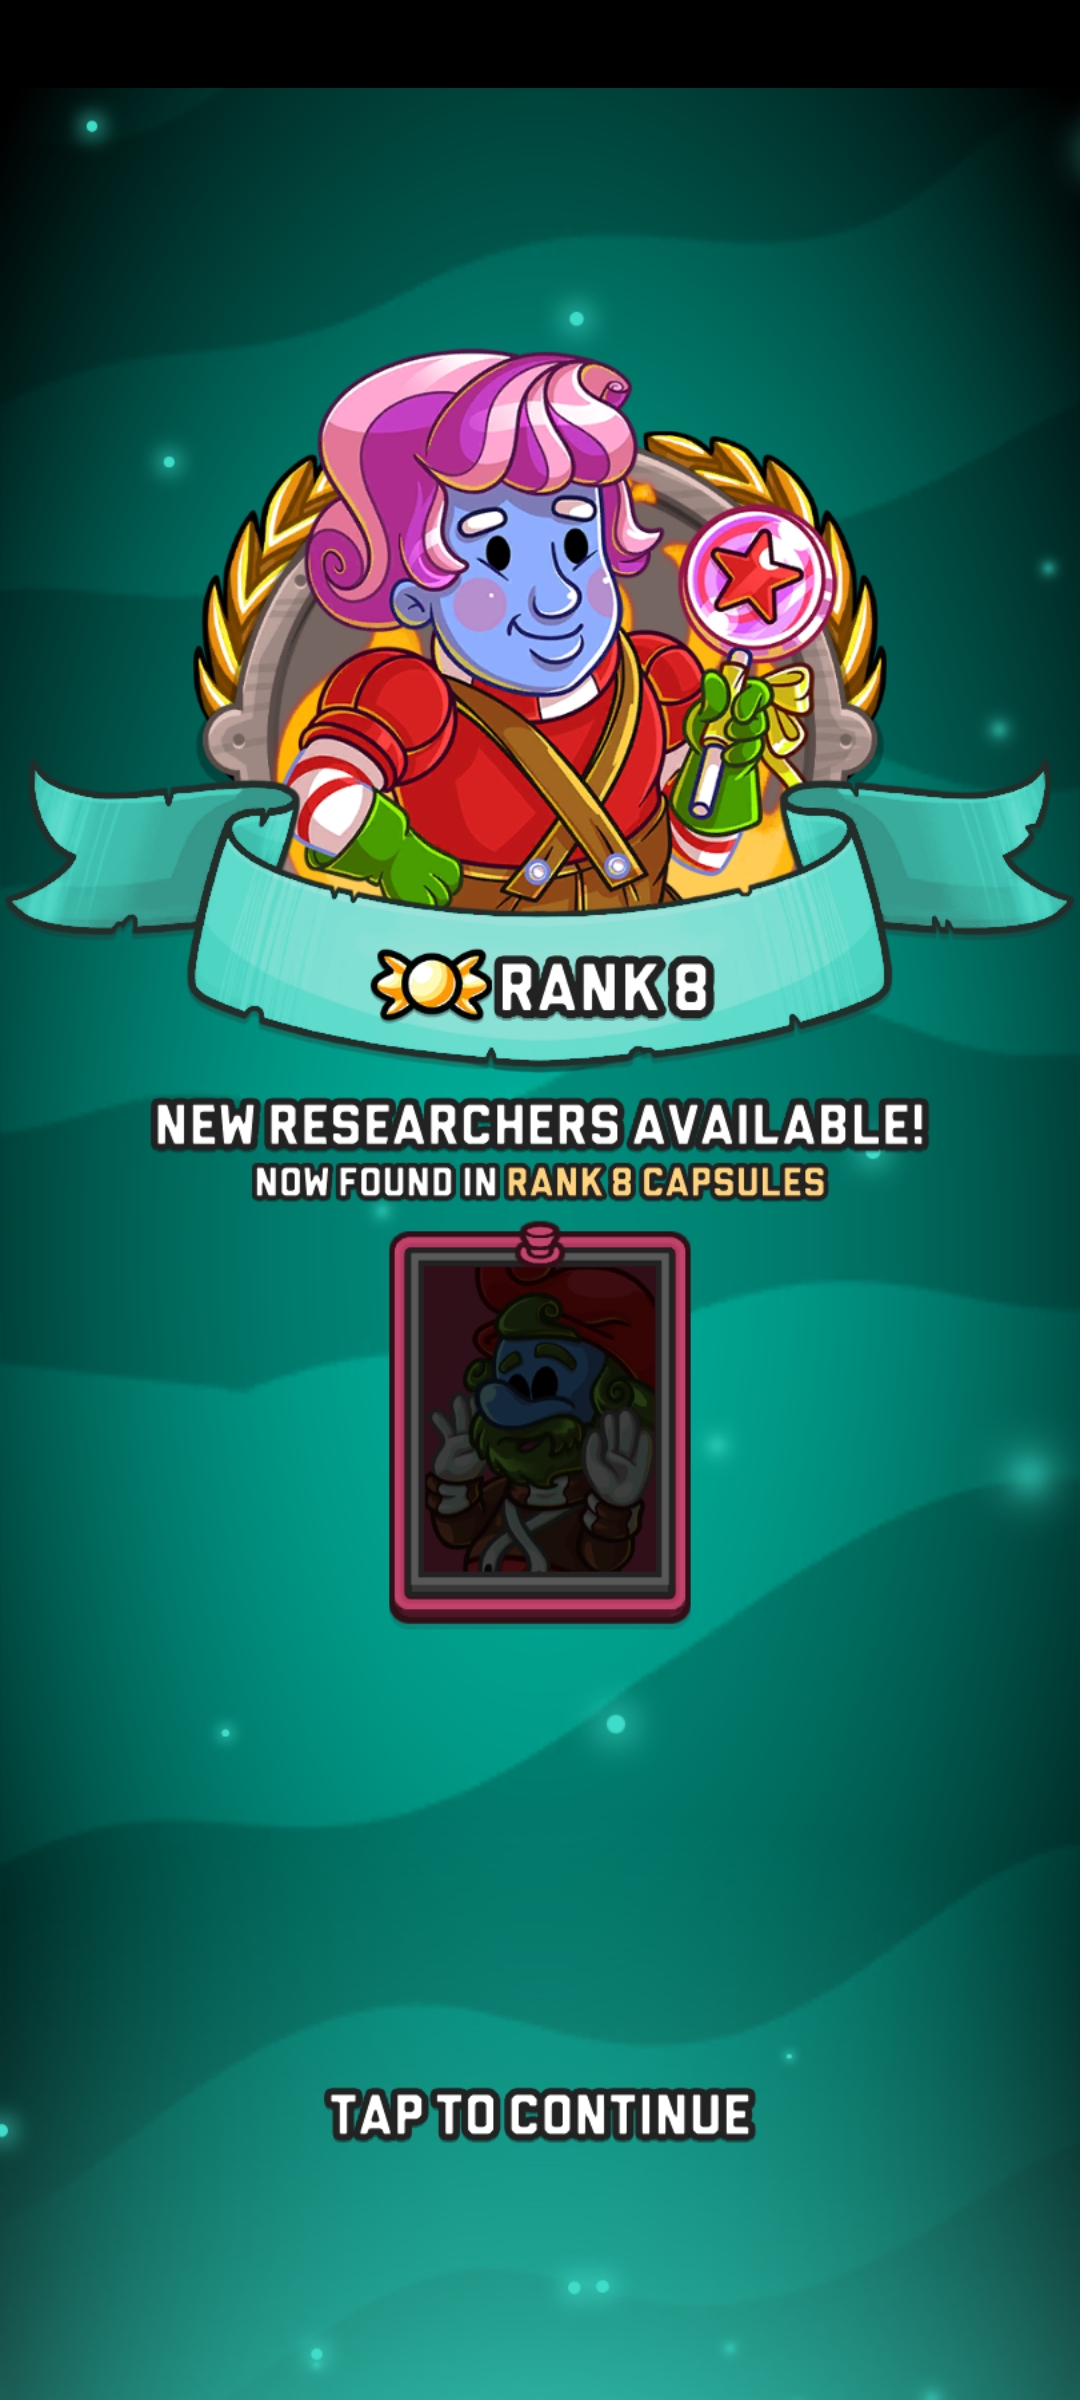 RANK 8
NEW RESEARCHERS AVAILABLE!
NOW FOUND IN RANK 8 CAPSULES
TAP TO CONTINUE